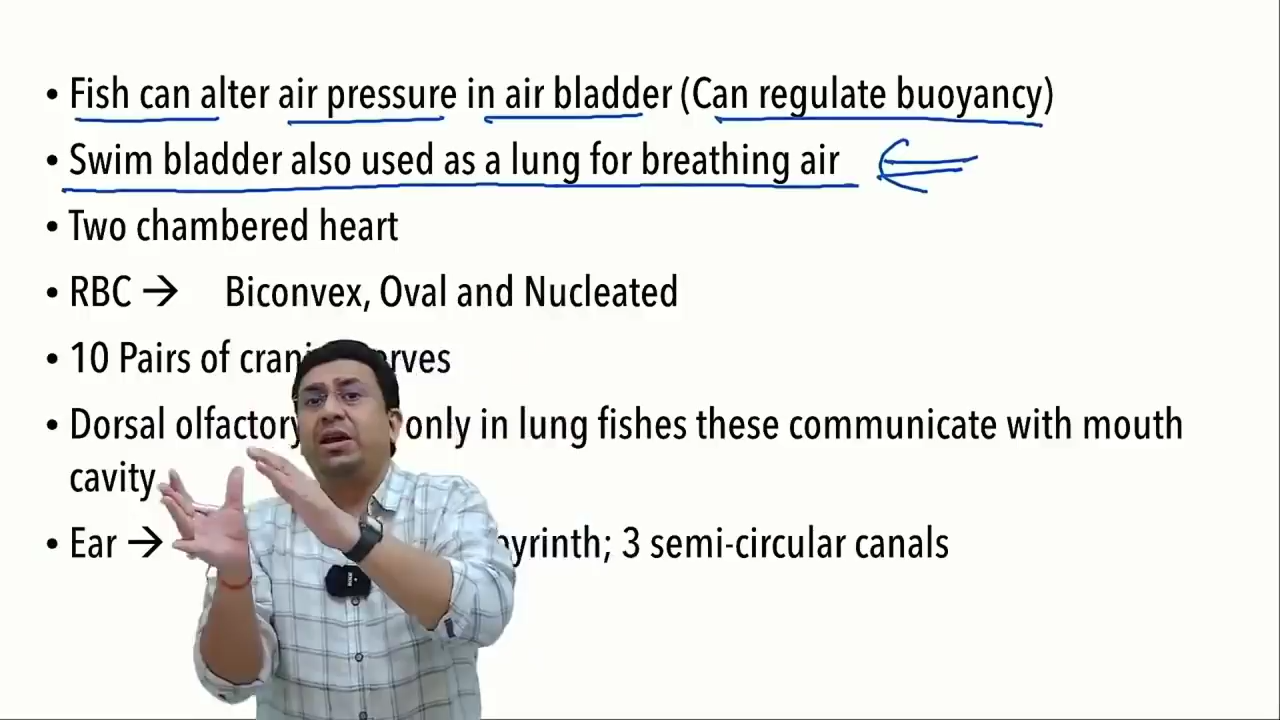 • Fish can alter air pressure in air bladder (Can regulate buoyancy)
• Swim bladder also used as a lung for breathing air
• Two chambered heart
• RBC → Biconvex, Oval and Nucleated
• 10 Pairs of
• Dorsal olfactory only in lung fishes these communicate with mouth
cavity
• Ear → 3 semi-circular canals